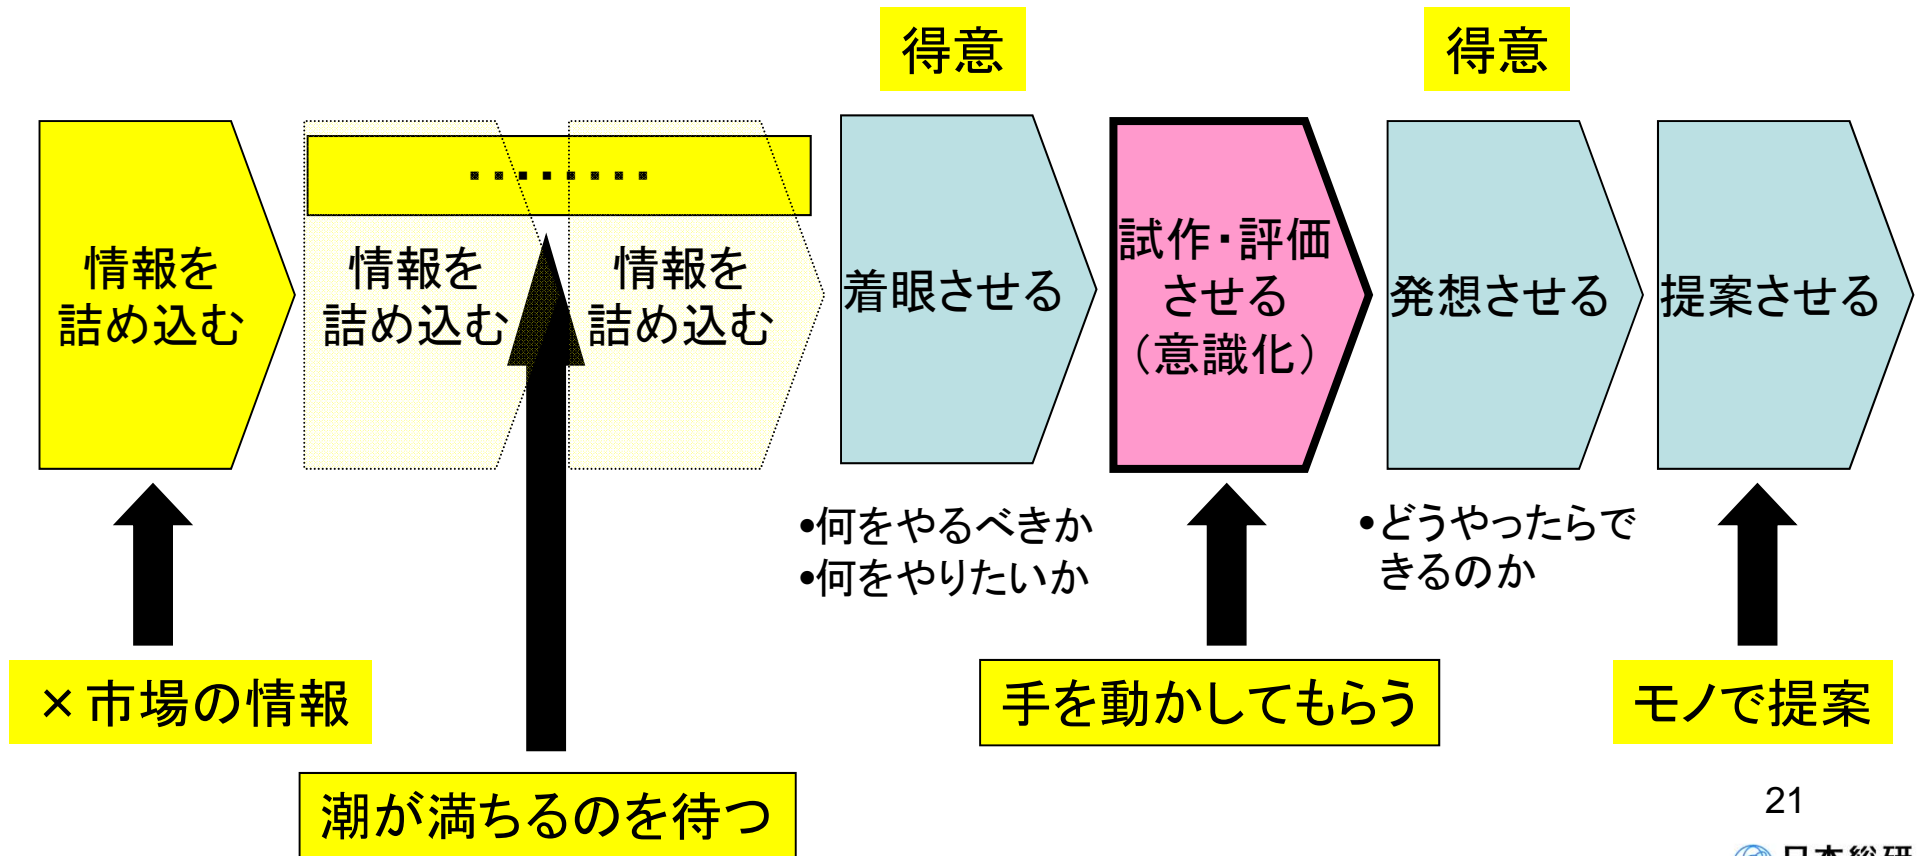 得意
得意
・・・・・・・・
情報を
詰め込む
情報を
詰め込む
情報を
詰め込む
着眼させる
試作・評価
させる
（意識化）
発想させる
提案させる
•何をやるべきか
•何をやりたいか
•どうやったらで
きるのか
×市場の情報
手を動かしてもらう
モノで提案
潮が満ちるのを待つ
21
日本総研